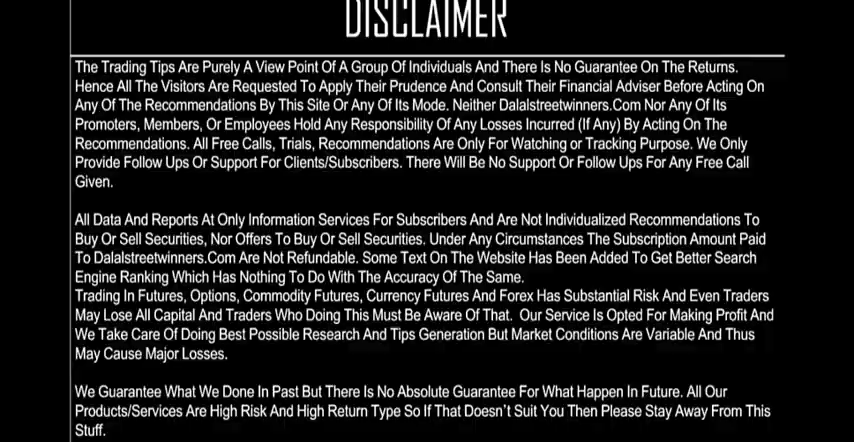 DISCLAIMER
The Trading Tips Are Purely A View Point Of A Group Of Individuals And There Is No Guarantee On The Returns.
Hence All The Visitors Are Requested To Apply Their Prudence And Consult Their Financial Adviser Before Acting On
Any Of The Recommendations By This Site Or Any Of Its Mode. Neither Dalalstreetwinners.Com Nor Any Of Its
Promoters, Members, Or Employees Hold Any Responsibility Of Any Losses Incurred (If Any) By Acting On The
Recommendations. All Free Calls, Trials, Recommendations Are Only For Watching or Tracking Purpose. We Only
Provide Follow Ups Or Support For Clients/Subscribers. There Will Be No Support Or Follow Ups For Any Free Call
Given.
All Data And Reports At Only Information Services For Subscribers And Are Not Individualized Recommendations To
Buy Or Sell Securities, Nor Offers To Buy Or Sell Securities. Under Any Circumstances The Subscription Amount Paid
To Dalalstreetwinners.Com Are Not Refundable. Some Text On The Website Has Been Added To Get Better Search
Engine Ranking Which Has Nothing To Do With The Accuracy Of The Same.
Trading In Futures, Options, Commodity Futures, Currency Futures And Forex Has Substantial Risk And Even Traders
May Lose All Capital And Traders Who Doing This Must Be Aware Of That. Our Service Is Opted For Making Profit And
We Take Care Of Doing Best Possible Research And Tips Generation But Market Conditions Are Variable And Thus
May Cause Major Losses.
We Guarantee What We Done In Past But There Is No Absolute Guarantee For What Happen In Future. All Our
Products/Services Are High Risk And High Return Type So If That Doesn't Suit You Then Please Stay Away From This
Stuff.